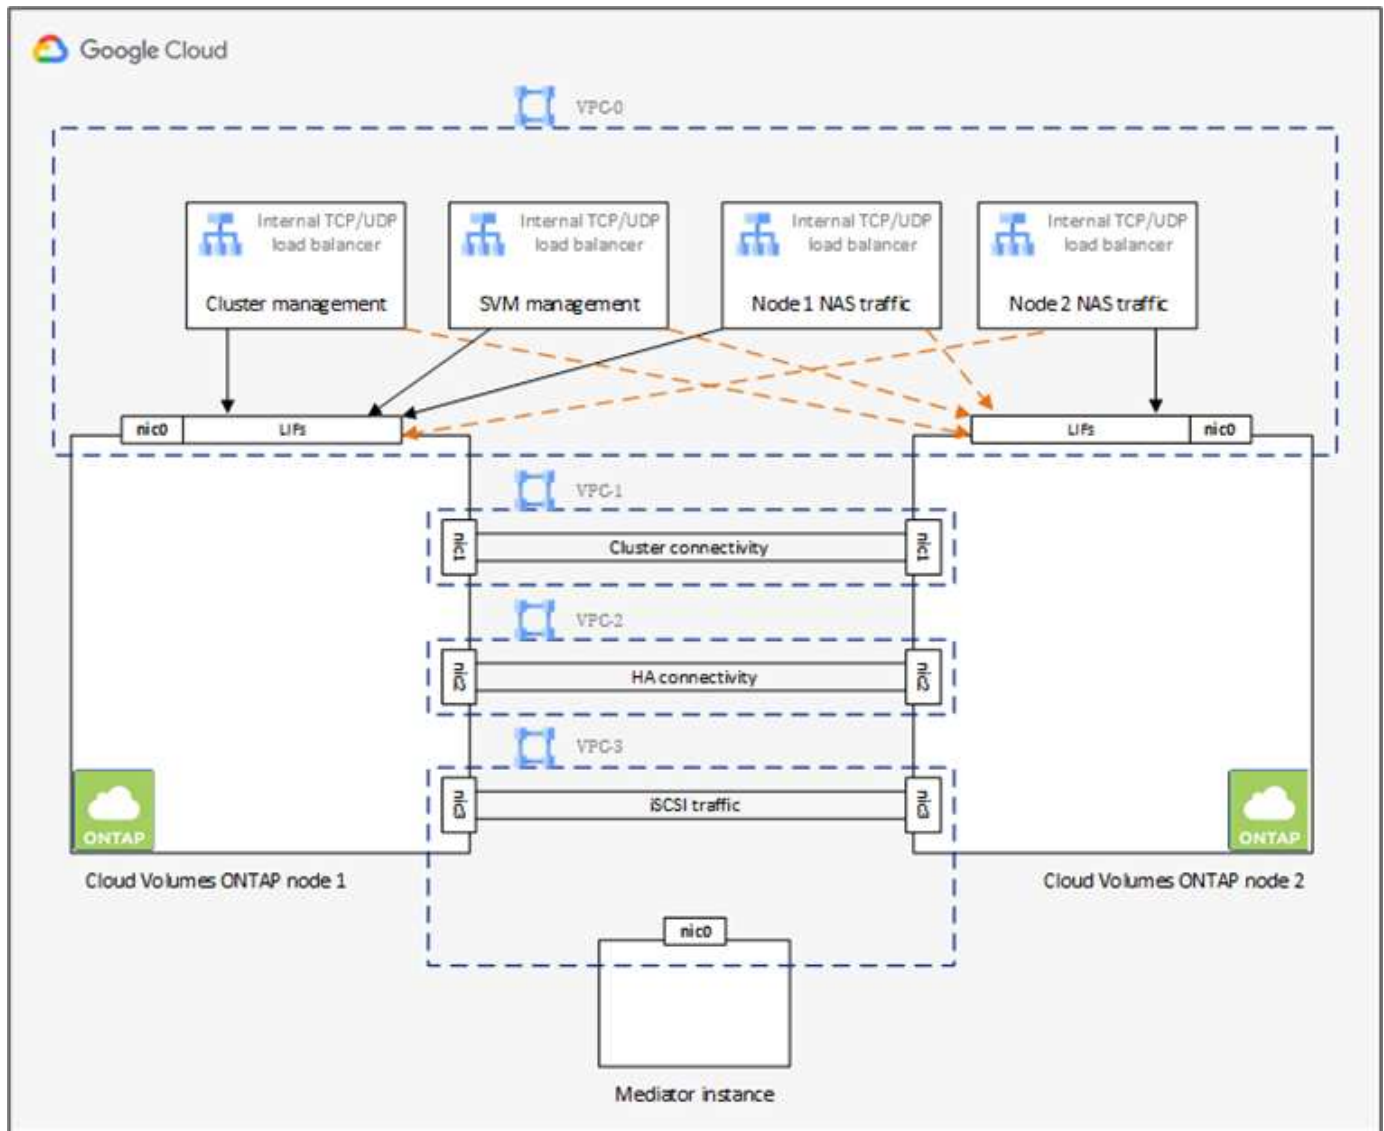 Google Cloud
VPC-0
Internal TCP/UDP
load balancer
Cluster management
Internal TCP/UDP
load balancer
SVM management
Internal TCP/UDP
load balancer
Node 1 NAS traffic
Internal TCP/UDP
load balancer
Node 2 NAS traffic
nic0
LIFs
LIFs
nic0
VPC-1
nic1
Cluster connectivity
nic1
VPC-2
nic2
HA connectivity
nic2
VPC-3
nic3
iSCSI traffic
nic3
ONTAP
ONTAP
Cloud Volumes ONTAP node 1
Cloud Volumes ONTAP node 2
nic0
Mediator instance